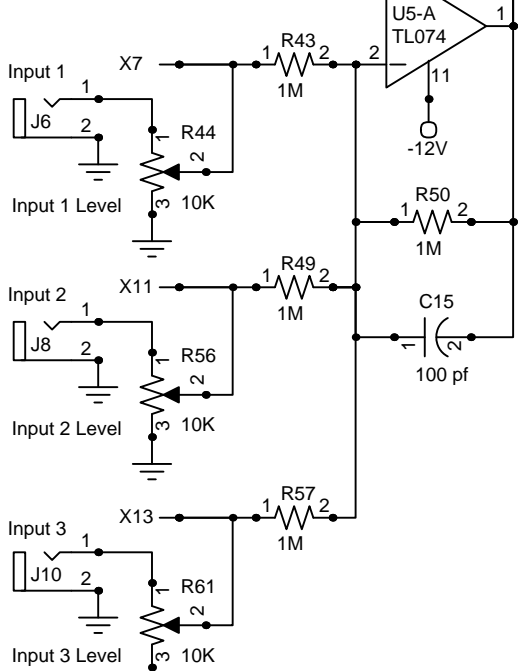 U5-A
TL074
1
2
11
-12V
X7
1
R43
2
1M
Input 1
1
J6
2
1
R44
2
3
10K
Input 1 Level
1
R50
2
1M
X11
1
R49
2
1M
Input 2
1
J8
2
1
R56
2
3
10K
Input 2 Level
C15
1
2
100 pf
X13
1
R57
2
1M
Input 3
1
J10
2
1
R61
2
3
10K
Input 3 Level